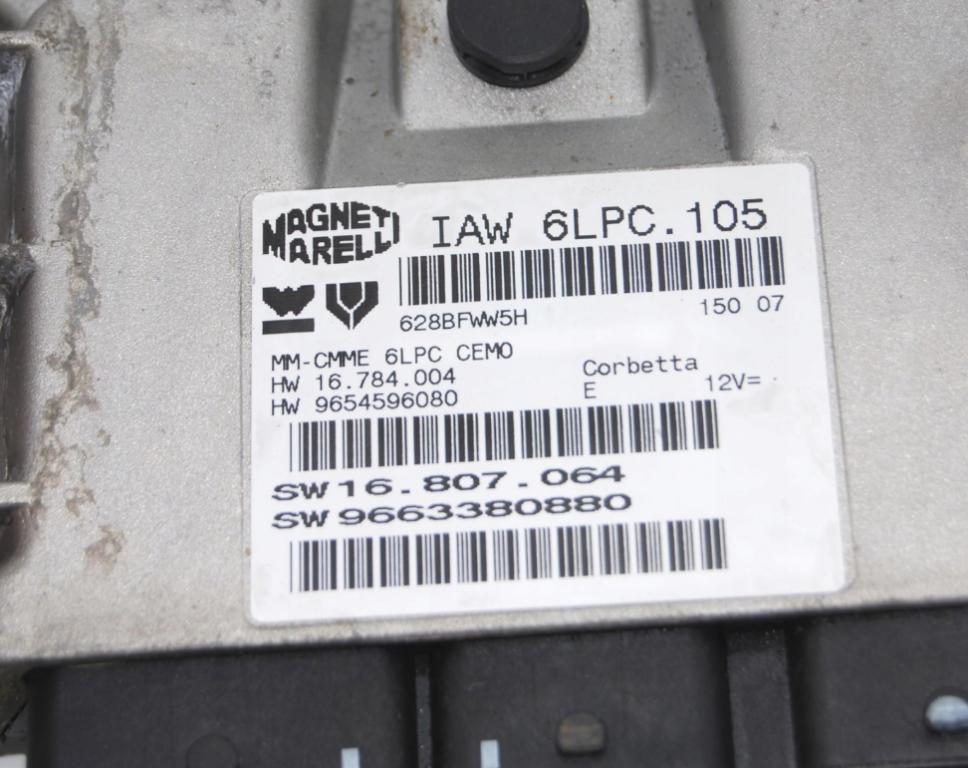 MAGNETI
MARELLI
IAW 6LPC.105
628BFWW5H
150 07
MM-CMME 6LPC CEMO
HW 16.784.004
HW 9654596080
Corbetta
E
12V=
SW 16.807.064
SW 9663380880